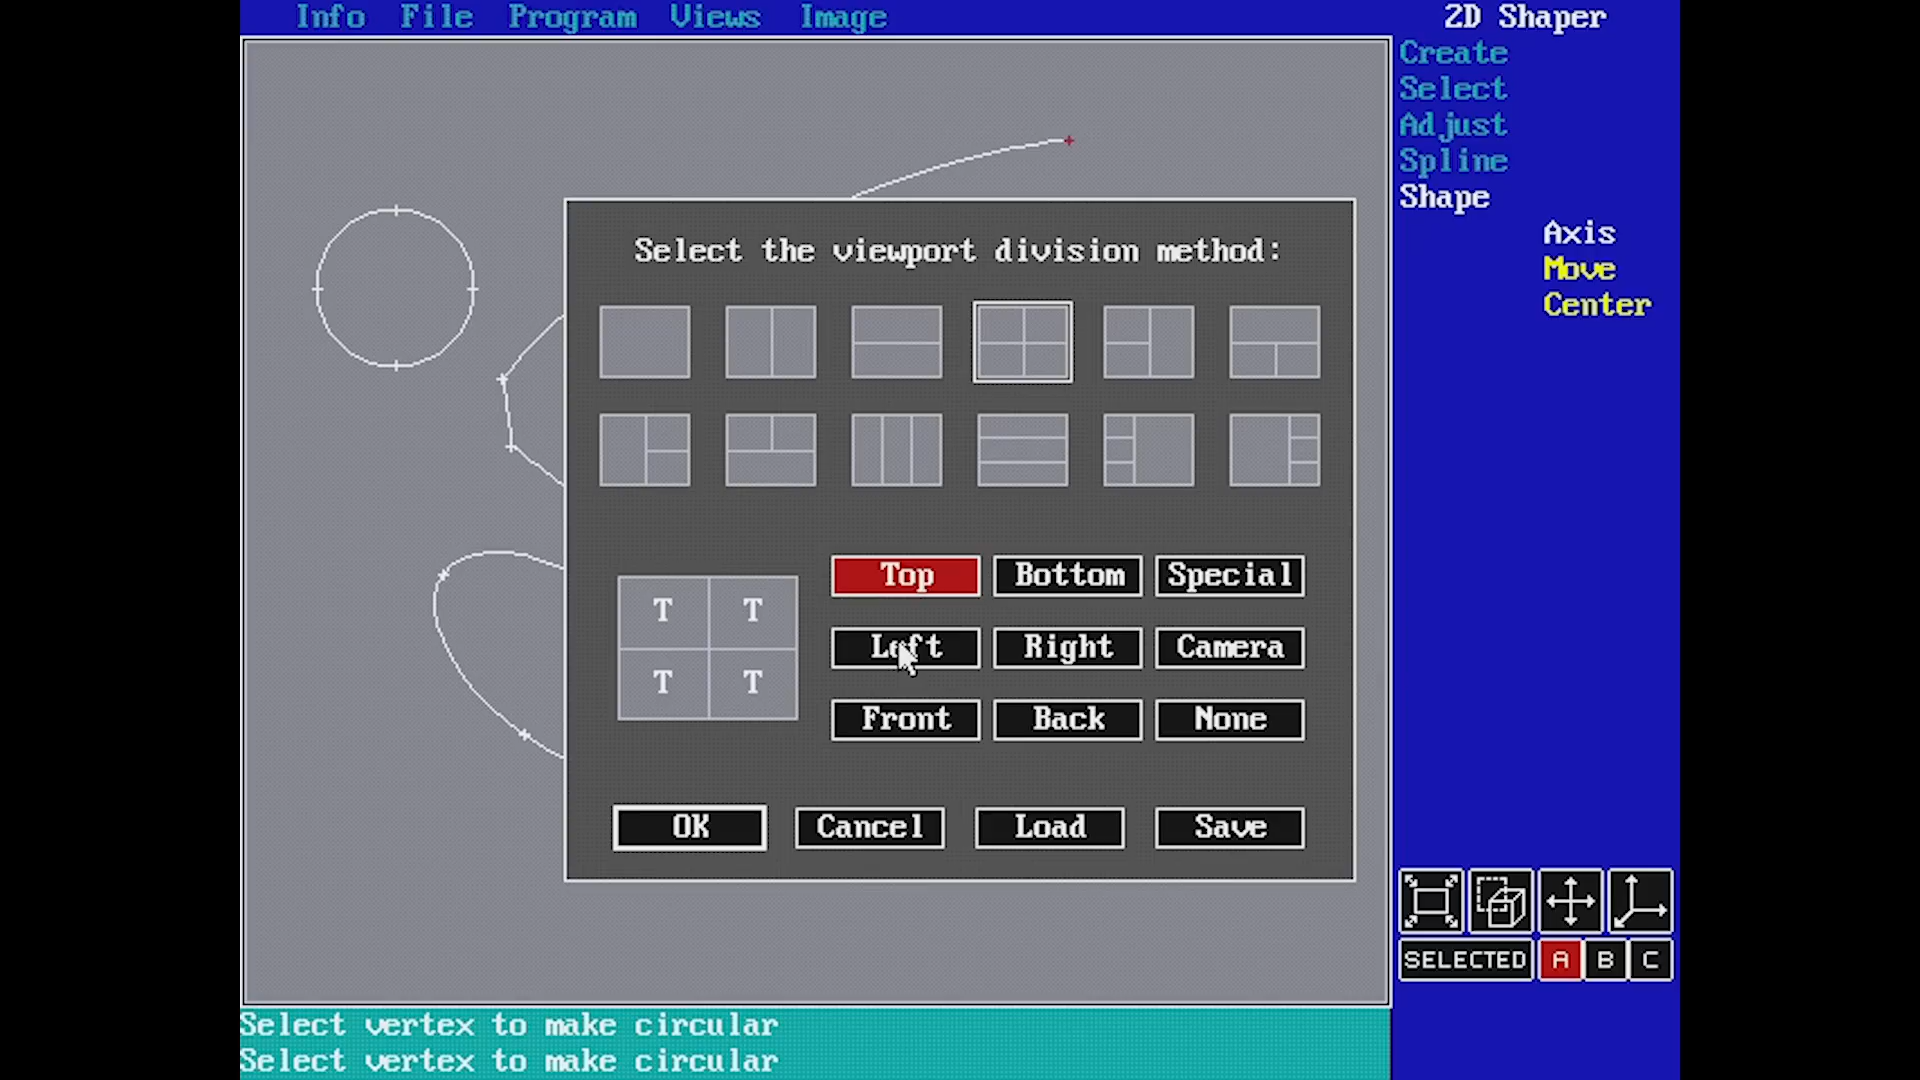 Info File Program Views Image 2D Shaper
Create
Select
Adjust
Spline
Shape
Axis
Move
Center
Select the viewport division method:
Top Bottom Special
T T
Left Right Camera
T T
Front Back None
OK Cancel Load Save
SELECTED A B C
Select vertex to make circular
Select vertex to make circular